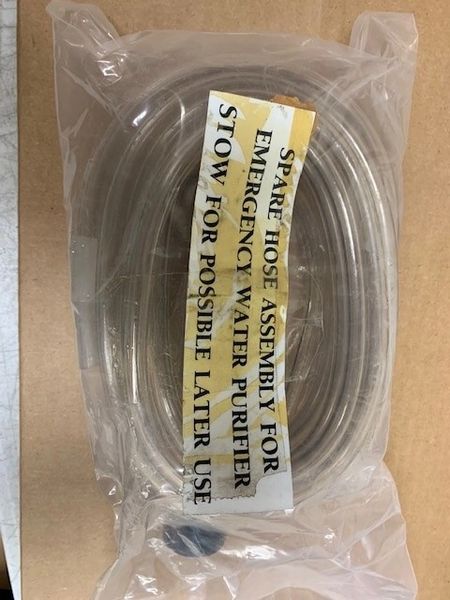 SPARE HOSE ASSEMBLY FOR
EMERGENCY WATER PURIFIER
STOW FOR POSSIBLE LATER USE